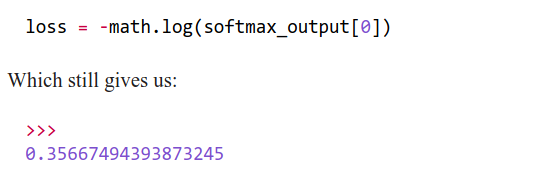 loss = -math.log(softmax_output[0])
Which still gives us:
>>>
0.35667494393873245